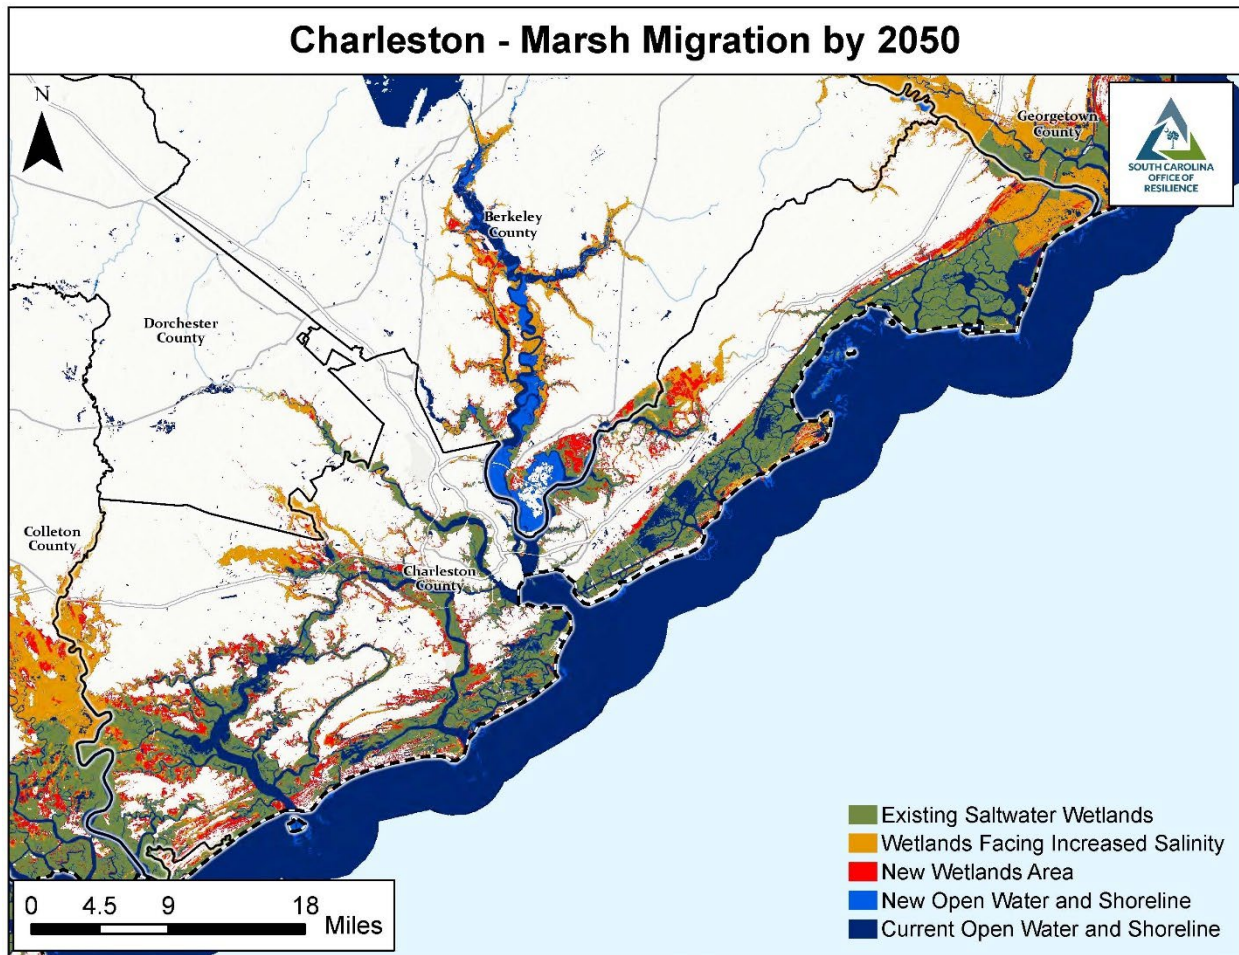 Charleston - Marsh Migration by 2050
N
Georgetown
County
SOUTH CAROLINA
OFFICE OF
RESILIENCE
Berkeley
County
Dorchester
County
Colleton
County
Charleston
County
Existing Saltwater Wetlands
Wetlands Facing Increased Salinity
New Wetlands Area
New Open Water and Shoreline
Current Open Water and Shoreline
0 4.5 9 18
Miles